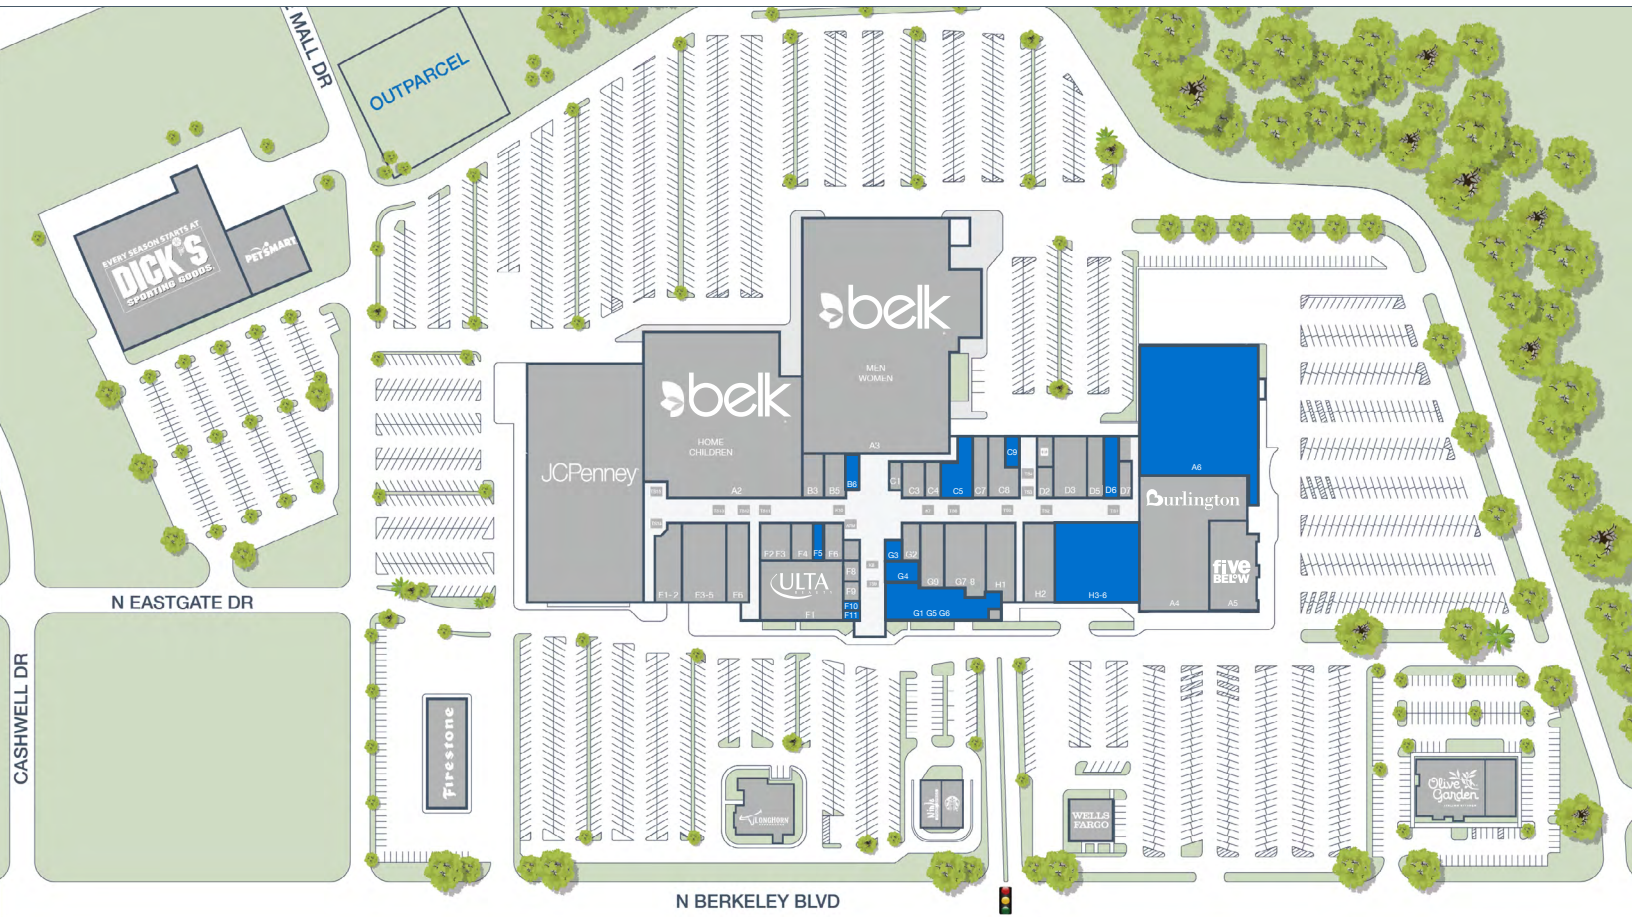 E MALL DR
OUTPARCEL
EVERY SEASON STARTS AT
DICK'S
SPORTING GOODS
PETSMART
belk
MEN
WOMEN
A3
belk
HOME
CHILDREN
A2
JCPenney
B3
B5
B6
C1
C3
C4
C5
C7
C8
C9
D2
D3
D5
D6
D7
A6
Burlington
A4
five
BELOW
A5
F1-2
F3-5
F6
F2
F3
F4
F5
F6
ULTA
BEAUTY
F1
F8
F9
F10
F11
G3
G2
G4
G6
G7 8
G1 G5 G6
H1
H2
H3-6
N EASTGATE DR
CASHWELL DR
Firestone
LONGHORN
WELLS
FARGO
Olive
Garden
N BERKELEY BLVD